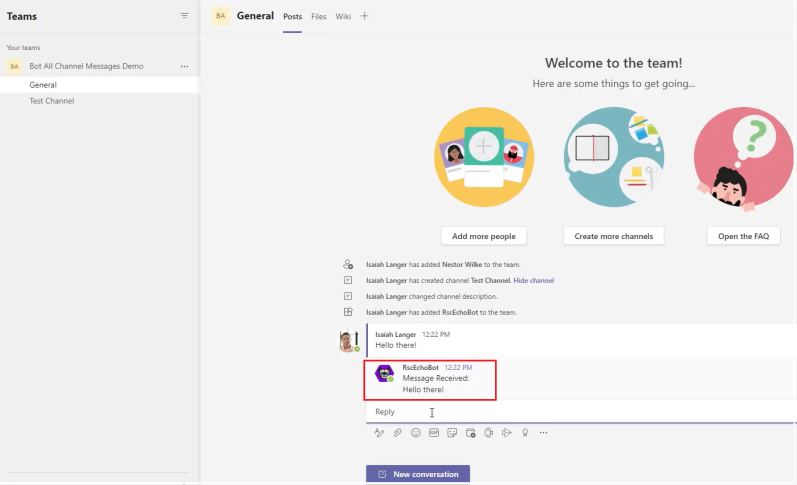 Teams
BA General Posts Files Wiki
Your teams
BA Bot All Channel Messages Demo
General
Test Channel
Welcome to the team!
Here are some things to get going...
Add more people
Create more channels
Open the FAQ
Isaiah Langer has added Nestor Wilke to the team.
Isaiah Langer has created channel Test Channel. Hide channel
Isaiah Langer changed channel description.
Isaiah Langer has added RscEchoBot to the team.
Isaiah Langer 12:22 PM
Hello there!
RscEchoBot 12:22 PM
Message Received:
Hello there!
Reply
GIF
New conversation